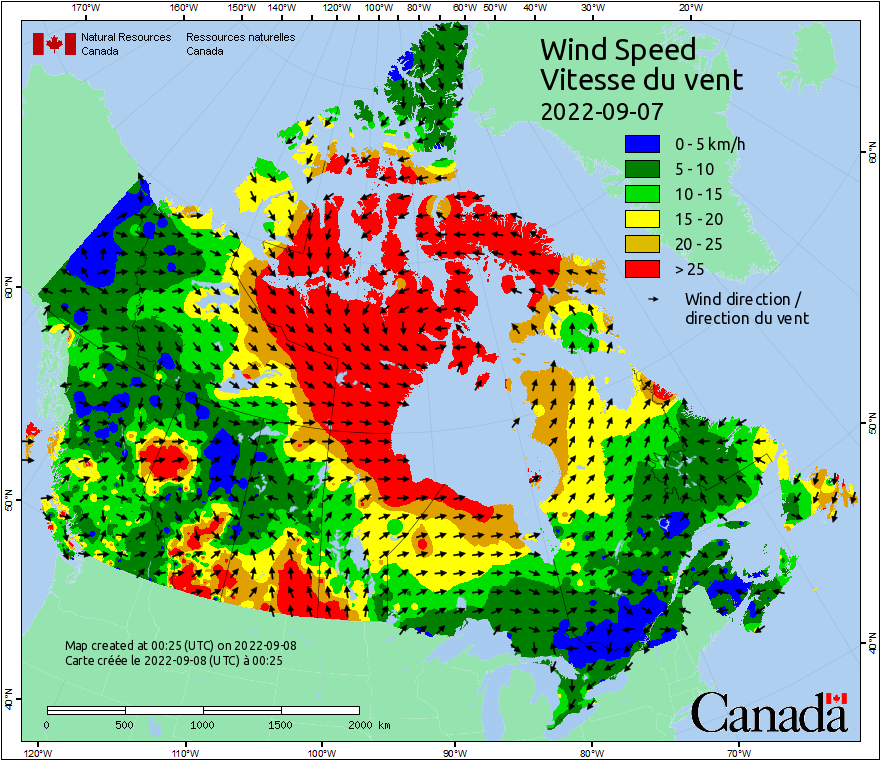 170°W 160°W 150°W 140°W 130°W 120°W 110°W 100°W 90°W 80°W 70°W 60°W 50°W 40°W 30°W 20°W
Natural Resources Ressources naturelles
Canada Canada
Wind Speed
Vitesse du vent
2022-09-07
0 - 5 km/h
5 - 10
10 - 15
15 - 20
20 - 25
> 25
Wind direction /
direction du vent
60°N
60°N
50°N
50°N
40°N
40°N
Map created at 00:25 (UTC) on 2022-09-08
Carte créée le 2022-09-08 (UTC) à 00:25
0 500 1000 1500 2000 km
Canada
120°W 110°W 100°W 90°W 80°W 70°W